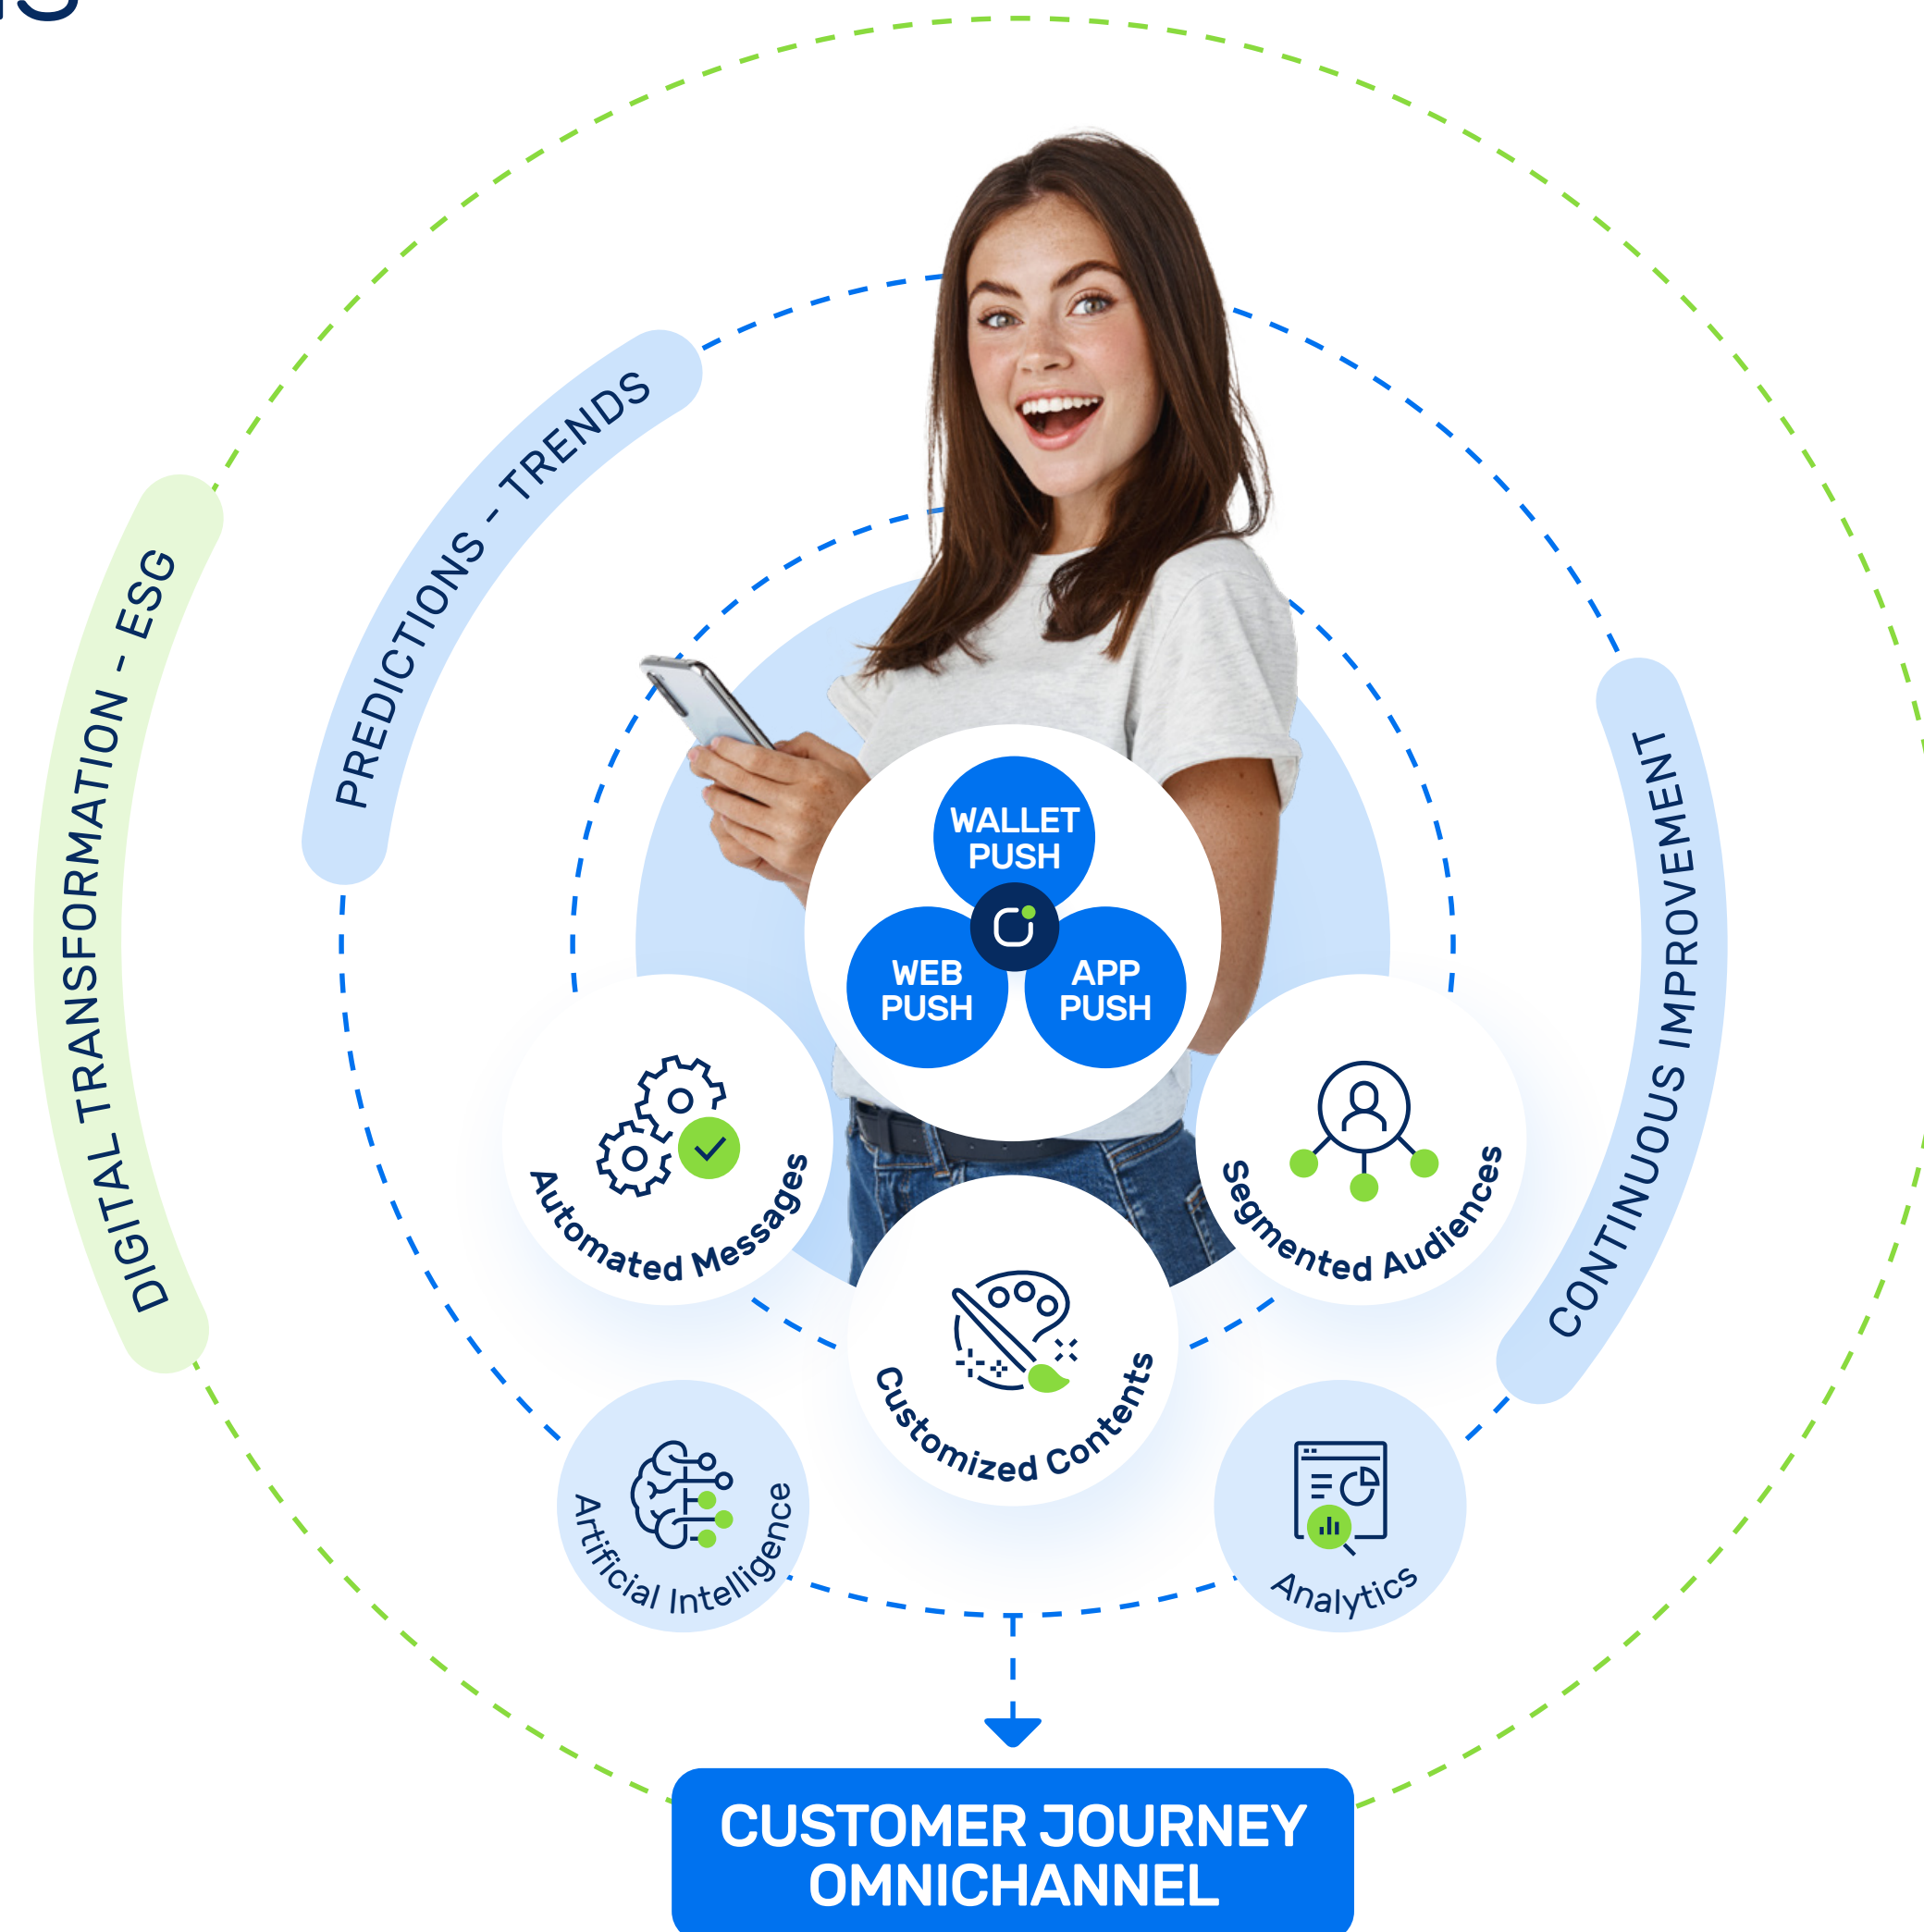 PREDICTIONS - TRENDS
DIGITAL TRANSFORMATION - ESG
CONTINUOUS IMPROVEMENT
WALLET
PUSH
WEB
PUSH
APP
PUSH
Automated Messages
Segmented Audiences
Customized Contents
Artificial Intelligence
Analytics
CUSTOMER JOURNEY
OMNICHANNEL